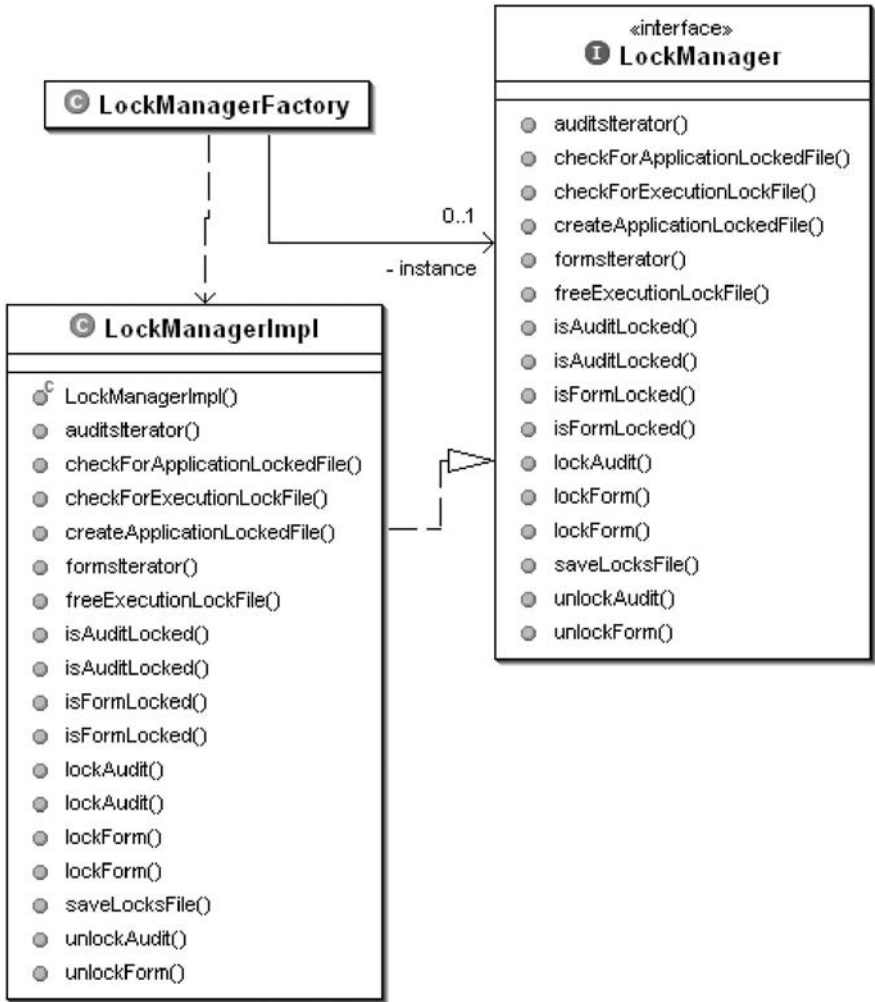 LockManagerFactory
0..1
- instance
«interface»
I LockManager
auditsIterator()
checkForApplicationLockedFile()
checkForExecutionLockFile()
createApplicationLockedFile()
formsIterator()
freeExecutionLockFile()
isAuditLocked()
isAuditLocked()
isFormLocked()
isFormLocked()
lockAudit()
lockForm()
lockForm()
saveLocksFile()
unlockAudit()
unlockForm()
C LockManagerImpl
C LockManagerImpl()
auditsIterator()
checkForApplicationLockedFile()
checkForExecutionLockFile()
createApplicationLockedFile()
formsIterator()
freeExecutionLockFile()
isAuditLocked()
isAuditLocked()
isFormLocked()
isFormLocked()
lockAudit()
lockAudit()
lockForm()
lockForm()
saveLocksFile()
unlockAudit()
unlockForm()